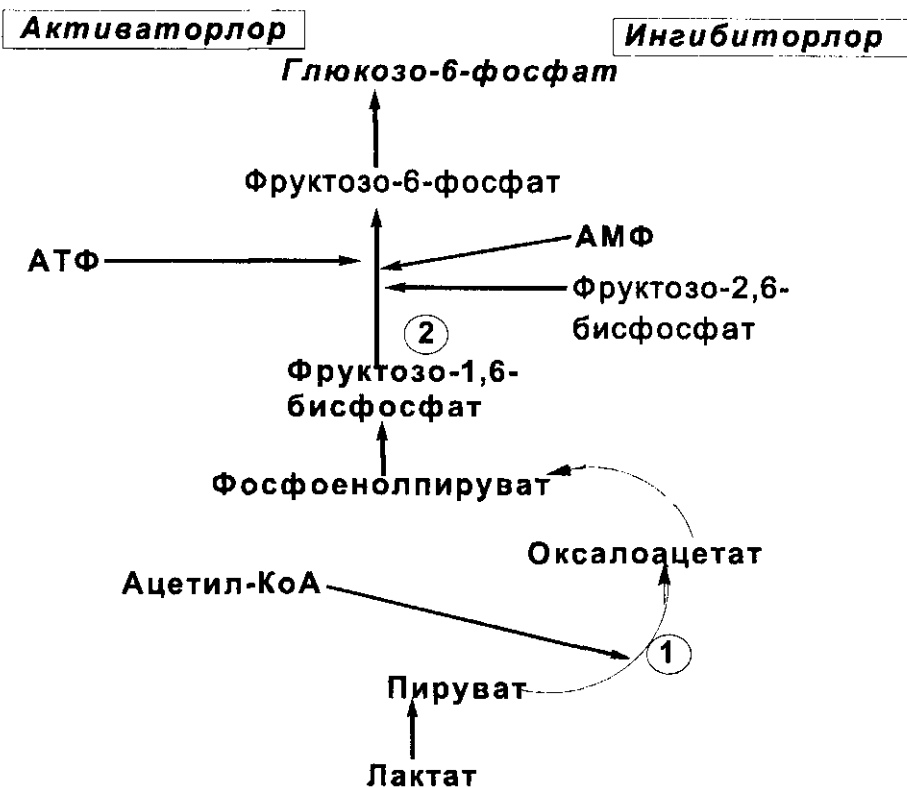 Активаторлор
Ингибиторлор
Глюкозо-6-фосфат
Фруктозо-6-фосфат
АМФ
АТФ
Фруктозо-2,6-
бисфосфат
2
Фруктозо-1,6-
бисфосфат
Фосфоенолпируват
Оксалоацетат
Ацетил-КоА
1
Пируват
Лактат